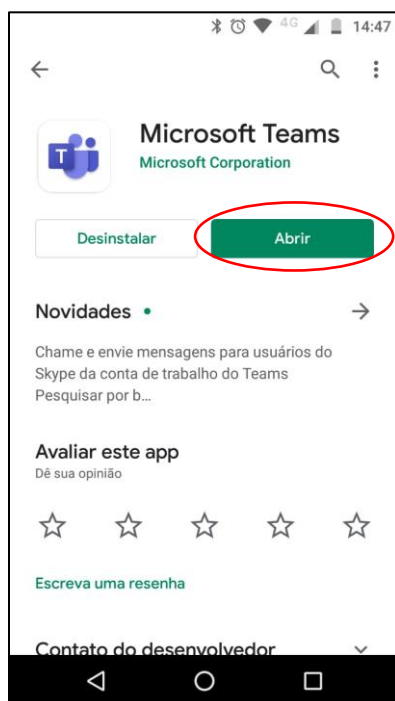 4G 14:47
Microsoft Teams
T
Microsoft Corporation
Desinstalar Abrir
Novidades •
Chame e envie mensagens para usuários do
Skype da conta de trabalho do Teams
Pesquisar por b...
Avaliar este app
Dê sua opinião
Escreva uma resenha
Contato do desenvolvedor